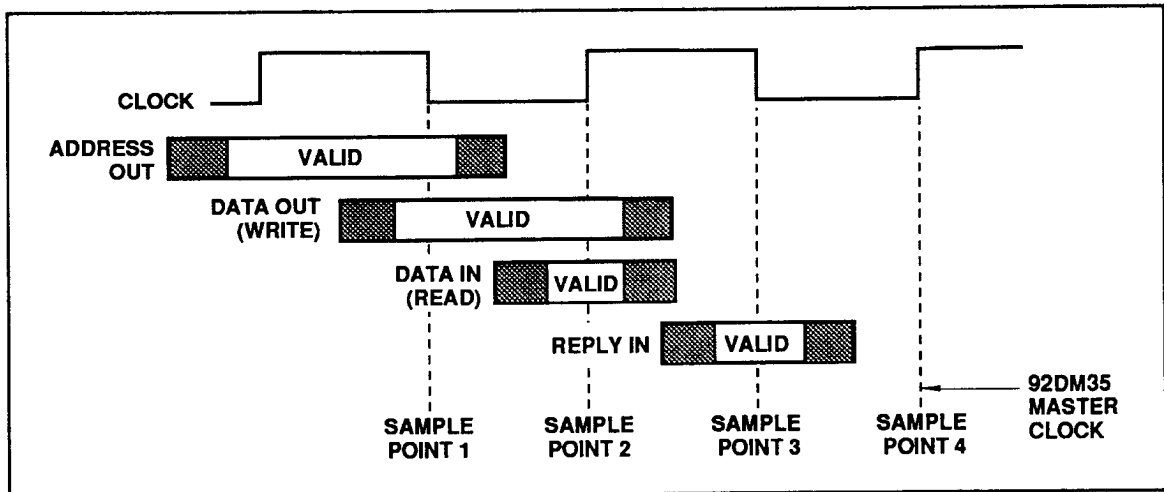 CLOCK
ADDRESS
OUT
VALID
DATA OUT
(WRITE)
VALID
DATA IN
(READ)
VALID
REPLY IN
VALID
SAMPLE
POINT 1
SAMPLE
POINT 2
SAMPLE
POINT 3
SAMPLE
POINT 4
92DM35
MASTER
CLOCK